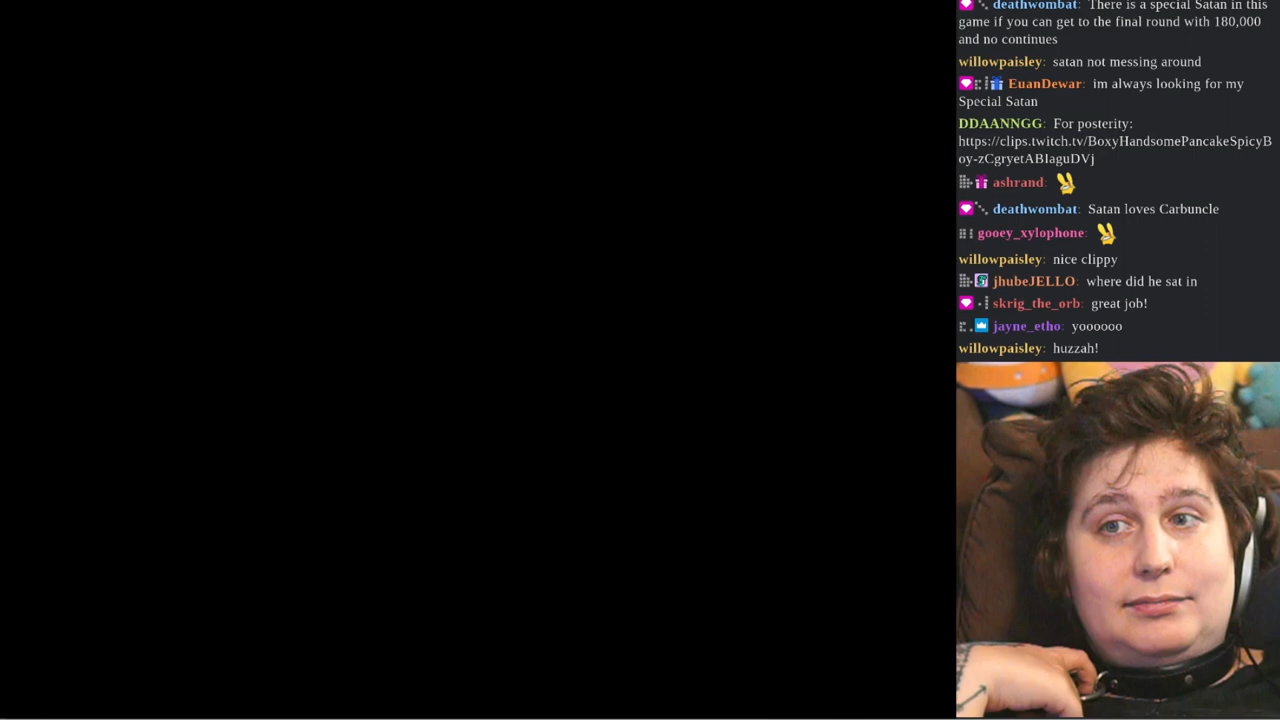 deathwombat: There is a special Satan in this
game if you can get to the final round with 180,000
and no continues
willowpaisley: satan not messing around
EuanDewar: im always looking for my
Special Satan
DDAANNGG: For posterity:
https://clips.twitch.tv/BoxyHandsomePancakeSpicyB
oy-zCgryetABIaguDVj
ashrand:
deathwombat: Satan loves Carbuncle
gooey_xylophone:
willowpaisley: nice clippy
jhubeJELLO: where did he sat in
skrig_the_orb: great job!
jayne_etho: yoooooo
willowpaisley: huzzah!